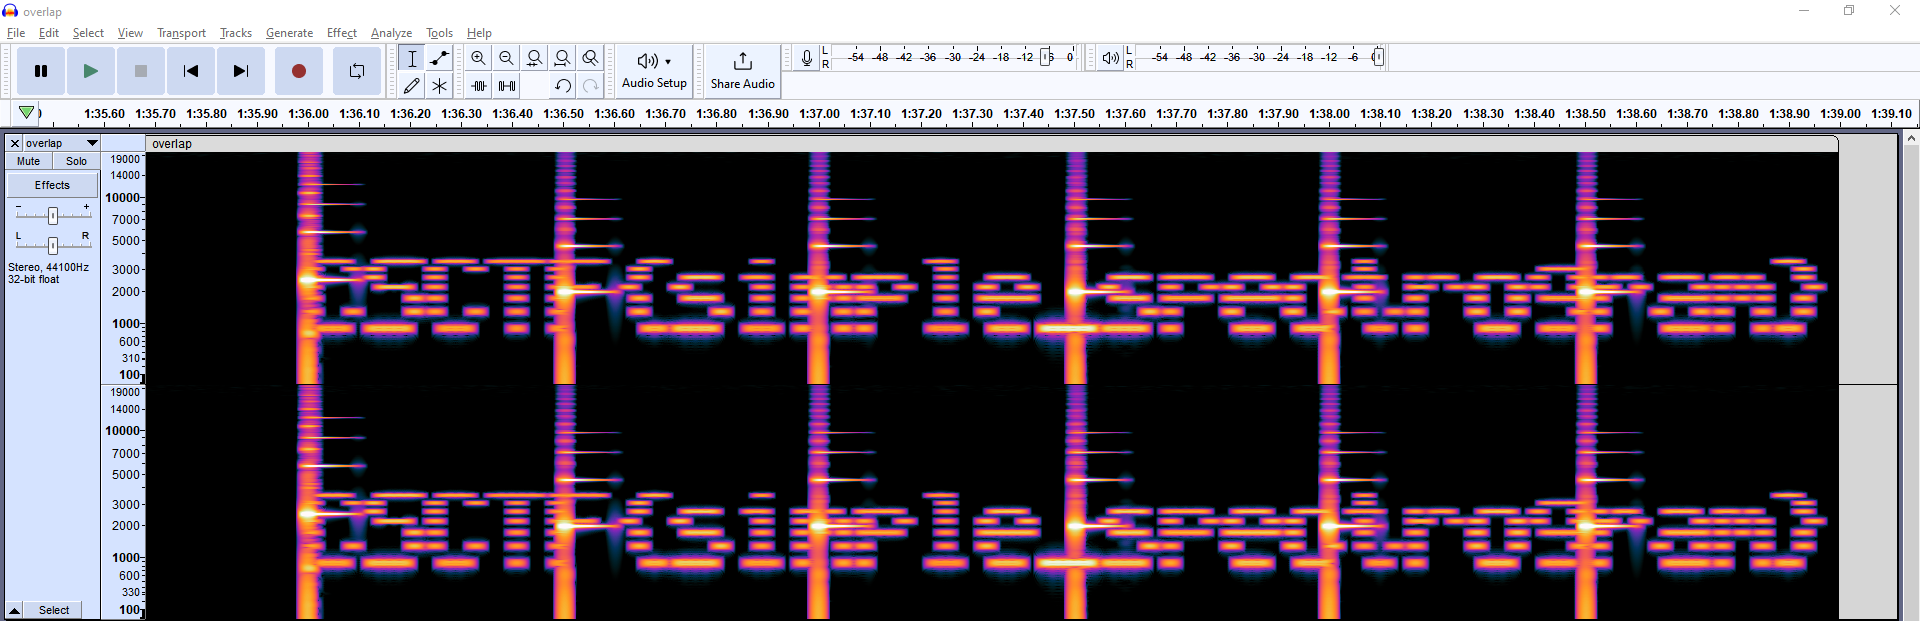 overlap
File Edit Select View Transport Tracks Generate Effect Analyze Tools Help
Audio Setup
Share Audio
L
R
-54 -48 -42 -36 -30 -24 -18 -12 -6 0
L
R
-54 -48 -42 -36 -30 -24 -18 -12 -6 0
1:35.60 1:35.70 1:35.80 1:35.90 1:36.00 1:36.10 1:36.20 1:36.30 1:36.40 1:36.50 1:36.60 1:36.70 1:36.80 1:36.90 1:37.00 1:37.10 1:37.20 1:37.30 1:37.40 1:37.50 1:37.60 1:37.70 1:37.80 1:37.90 1:38.00 1:38.10 1:38.20 1:38.30 1:38.40 1:38.50 1:38.60 1:38.70 1:38.80 1:38.90 1:39.00 1:39.10
overlap
overlap
Mute Solo
Effects
- +
L R
Stereo, 44100Hz
32-bit float
Select
19000
14000
10000
7000
5000
3000
2000
1000
600
310
100
19000
14000
10000
7000
5000
3000
2000
1000
600
330
100